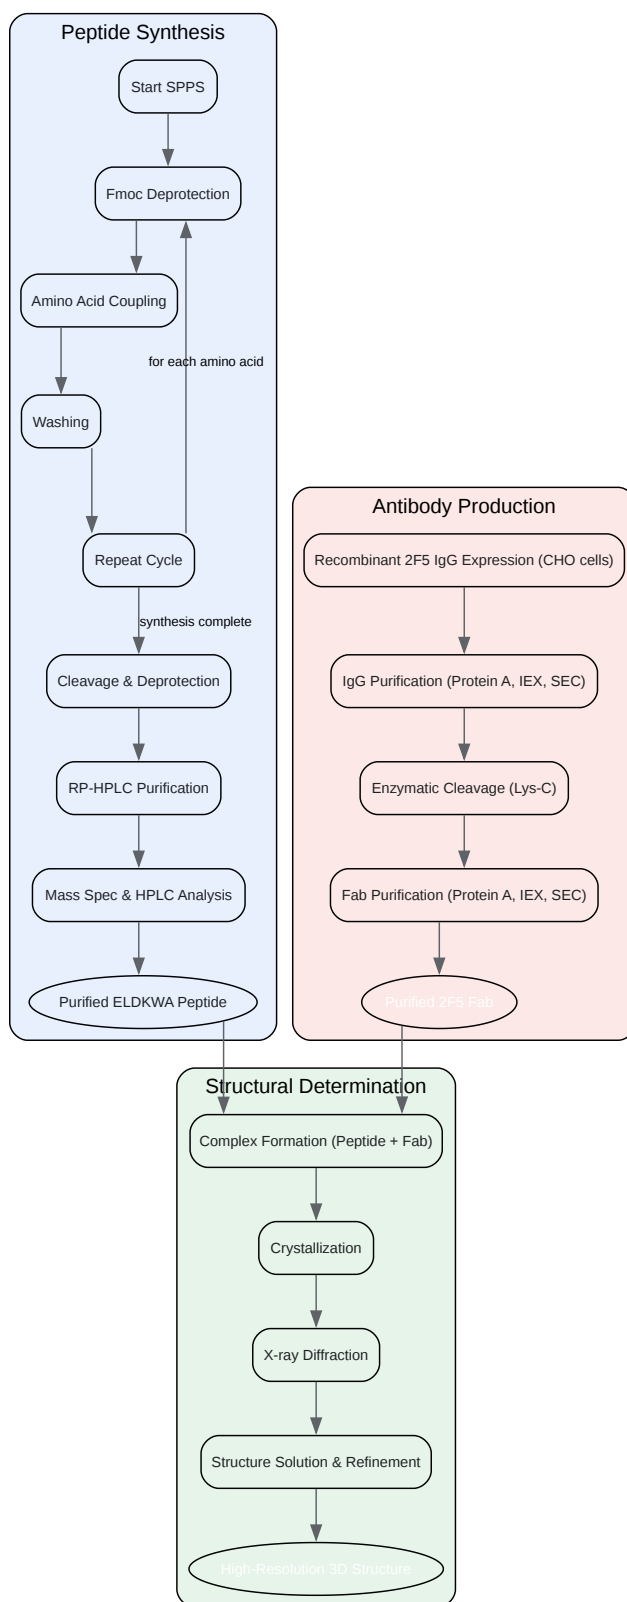 Peptide Synthesis
Start SPPS
Fmoc Deprotection
Amino Acid Coupling
for each amino acid
Washing
Repeat Cycle
synthesis complete
Cleavage & Deprotection
RP-HPLC Purification
Mass Spec & HPLC Analysis
Purified ELDKWA Peptide
Antibody Production
Recombinant 2F5 IgG Expression (CHO cells)
IgG Purification (Protein A, IEX, SEC)
Enzymatic Cleavage (Lys-C)
Fab Purification (Protein A, IEX, SEC)
Purified 2F5 Fab
Structural Determination
Complex Formation (Peptide + Fab)
Crystallization
X-ray Diffraction
Structure Solution & Refinement
High-Resolution 3D Structure